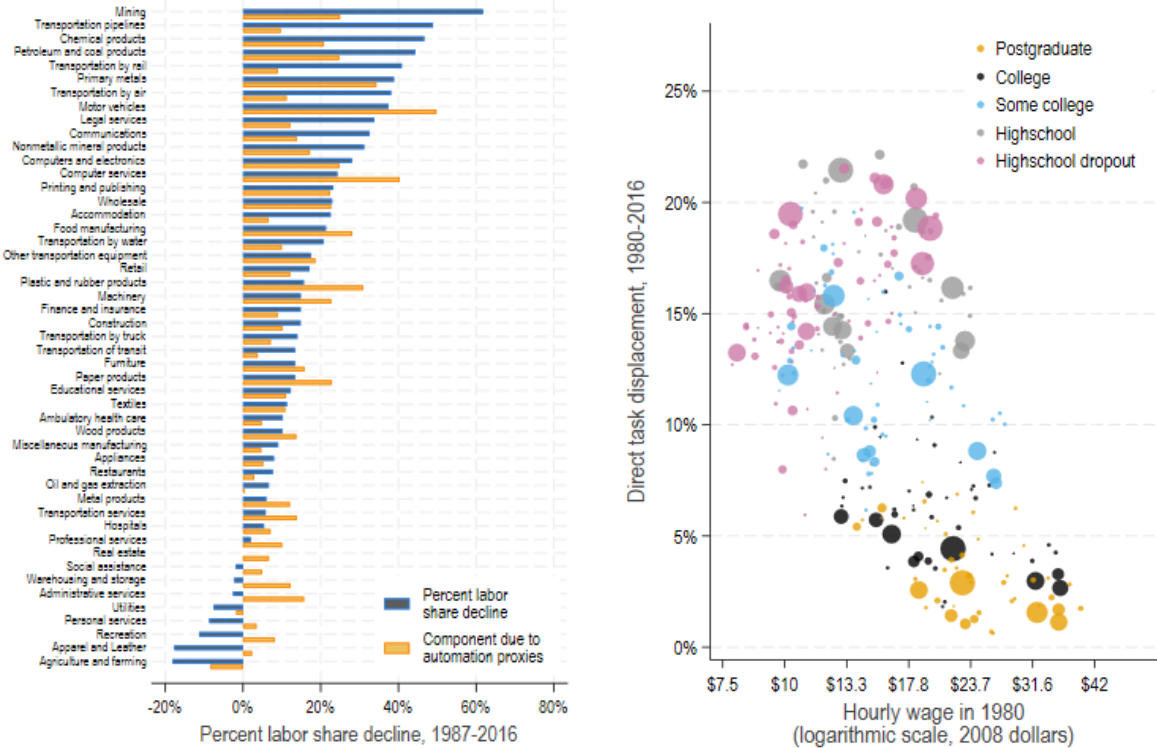 Mining
Transportation pipelines
Chemical products
Petroleum and coal products
Transportation by rail
Primary metals
Transportation by air
Motor vehicles
Legal services
Communications
Nonmetallic mineral products
Computers and electronics
Computer services
Printing and publishing
Wholesale
Accommodation
Food manufacturing
Transportation by water
Other transportation equipment
Retail
Plastic and rubber products
Machinery
Finance and insurance
Construction
Transportation by truck
Transportation of transit
Furniture
Paper products
Educational services
Textiles
Ambulatory health care
Wood products
Miscellaneous manufacturing
Appliances
Restaurants
Oil and gas extraction
Metal products
Transportation services
Hospitals
Professional services
Real estate
Social assistance
Warehousing and storage
Administrative services
Utilities
Personal services
Recreation
Apparel and Leather
Agriculture and farming
Percent labor
share decline
Component due to
automation proxies
-20% 0% 20% 40% 60% 80%
Percent labor share decline, 1987-2016
Postgraduate
College
Some college
Highschool
Highschool dropout
25%
20%
15%
10%
5%
0%
Direct task displacement, 1980-2016
$7.5 $10 $13.3 $17.8 $23.7 $31.6 $42
Hourly wage in 1980
(logarithmic scale, 2008 dollars)